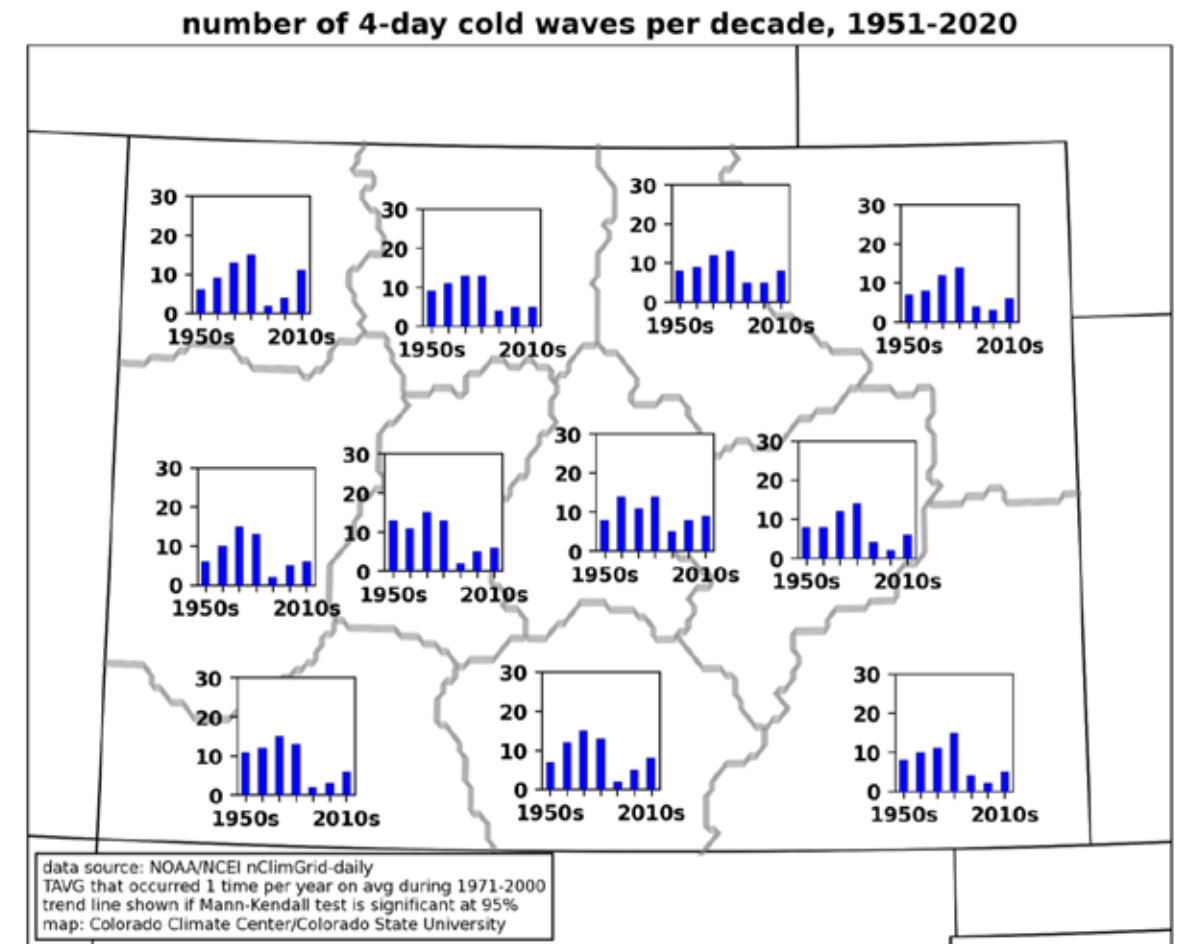 number of 4-day cold waves per decade, 1951-2020
30
20
10
0
1950s 2010s
30
20
10
0
1950s 2010s
30
20
10
0
1950s 2010s
30
20
10
0
1950s 2010s
30
20
10
0
1950s 2010s
30
20
10
0
1950s 2010s
30
20
10
0
1950s 2010s
30
20
10
0
1950s 2010s
30
20
10
0
1950s 2010s
30
20
10
0
1950s 2010s
30
20
10
0
1950s 2010s
data source: NOAA/NCEI nClimGrid-daily
TAVG that occurred 1 time per year on avg during 1971-2000
trend line shown if Mann-Kendall test is significant at 95%
map: Colorado Climate Center/Colorado State University